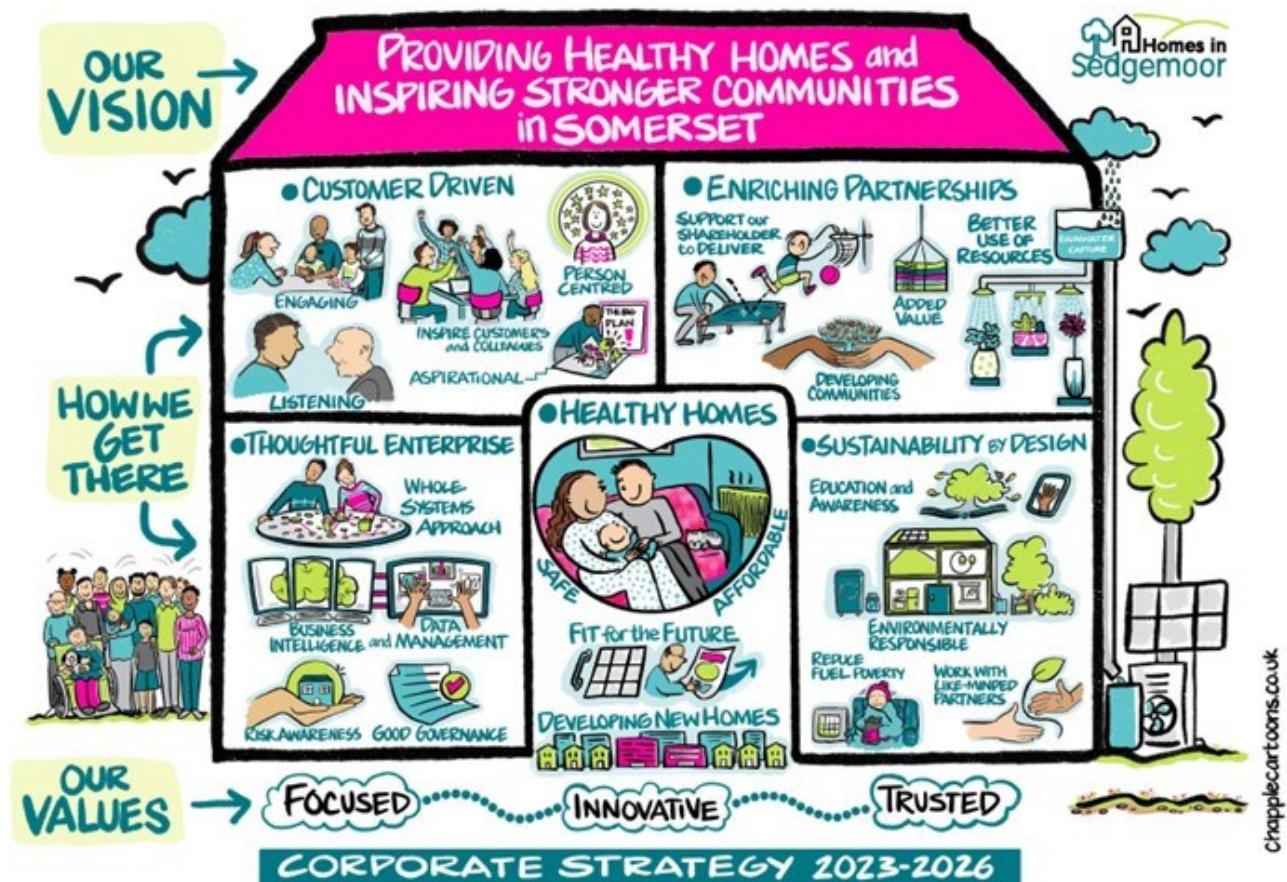 OUR
VISION
PROVIDING HEALTHY HOMES and
INSPIRING STRONGER COMMUNITIES
in SOMERSET
Homes in
Sedgemoor
HOW WE
GET
THERE
CUSTOMER DRIVEN
ENGAGING
INSPIRE CUSTOMERS
and COLLEAGUES
PERSON
CENTRED
THE BIG
PLAN
!
ASPIRATIONAL
LISTENING
ENRICHING PARTNERSHIPS
SUPPORT our
SHAREHOLDER
to DELIVER
ADDED
VALUE
BETTER
USE OF
RESOURCES
RAINWATER
CAPTURE
DEVELOPING
COMMUNITIES
THOUGHTFUL ENTERPRISE
WHOLE
SYSTEMS
APPROACH
BUSINESS
INTELLIGENCE and
DATA
MANAGEMENT
RISK AWARENESS
GOOD GOVERNANCE
HEALTHY HOMES
SAFE
AFFORDABLE
FIT for the FUTURE
DEVELOPING NEW HOMES
SUSTAINABILITY BY DESIGN
EDUCATION and
AWARENESS
ENVIRONMENTALLY
RESPONSIBLE
REDUCE
FUEL POVERTY
WORK WITH
LIKE-MINDED
PARTNERS
OUR
VALUES
FOCUSED
INNOVATIVE
TRUSTED
CORPORATE STRATEGY 2023-2026
Chapplecartoons.co.uk